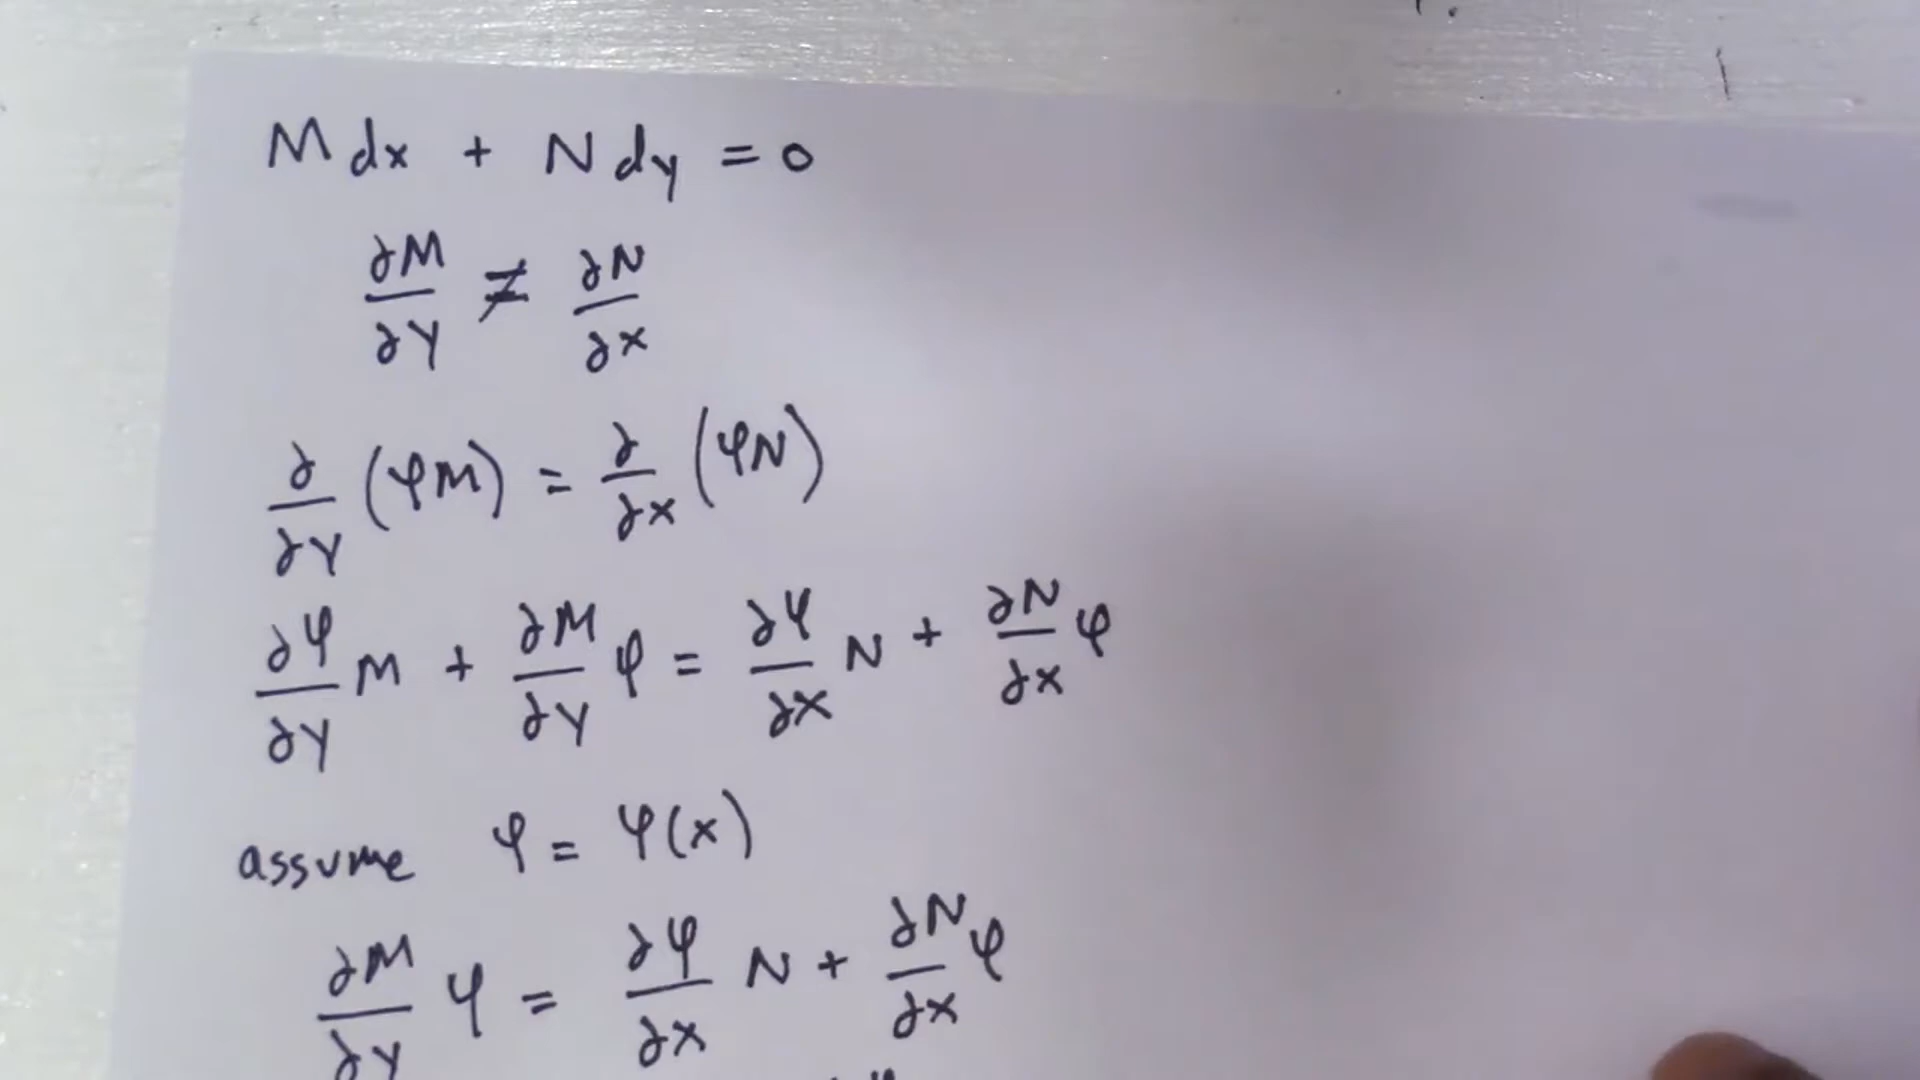 M dx + N dy = 0
∂M/∂y ≠ ∂N/∂x
∂/∂y (φM) = ∂/∂x (φN)
∂φ/∂y M + ∂M/∂y φ = ∂φ/∂x N + ∂N/∂x φ
assume φ = φ(x)
∂M/∂y φ = ∂φ/∂x N + ∂N/∂x φ